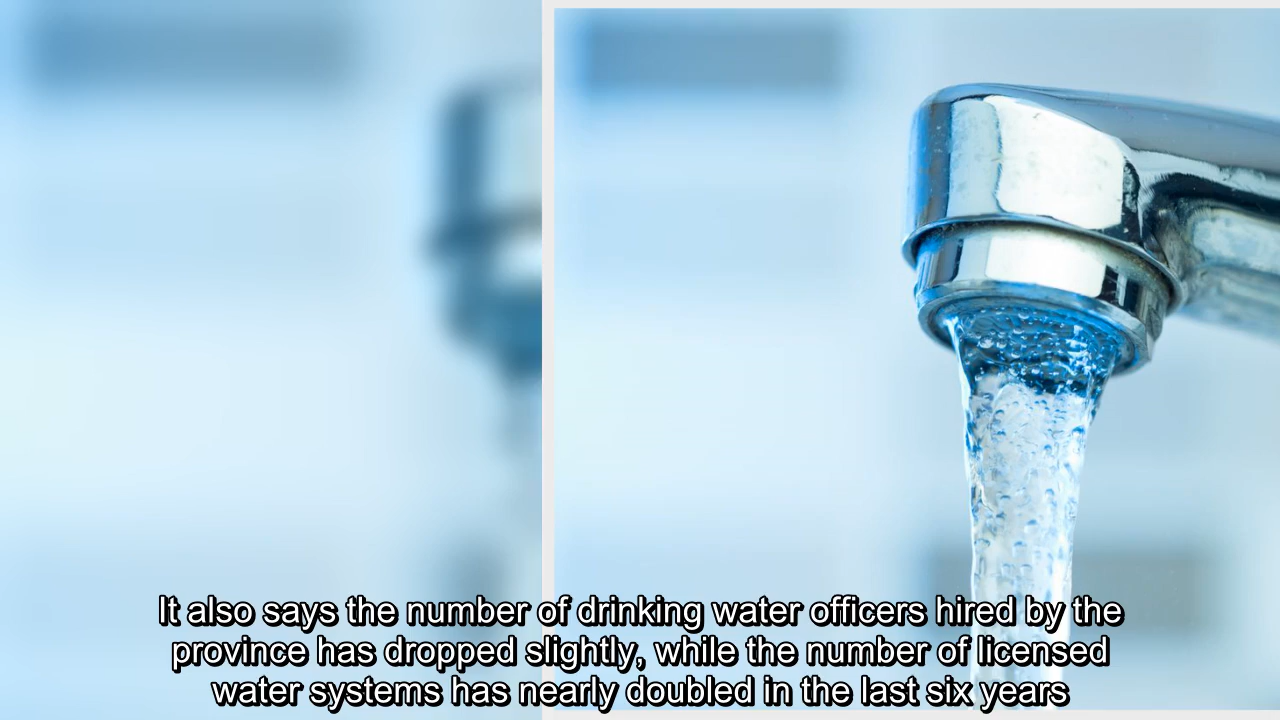 It also says the number of drinking water officers hired by the
province has dropped slightly, while the number of licensed
water systems has nearly doubled in the last six years